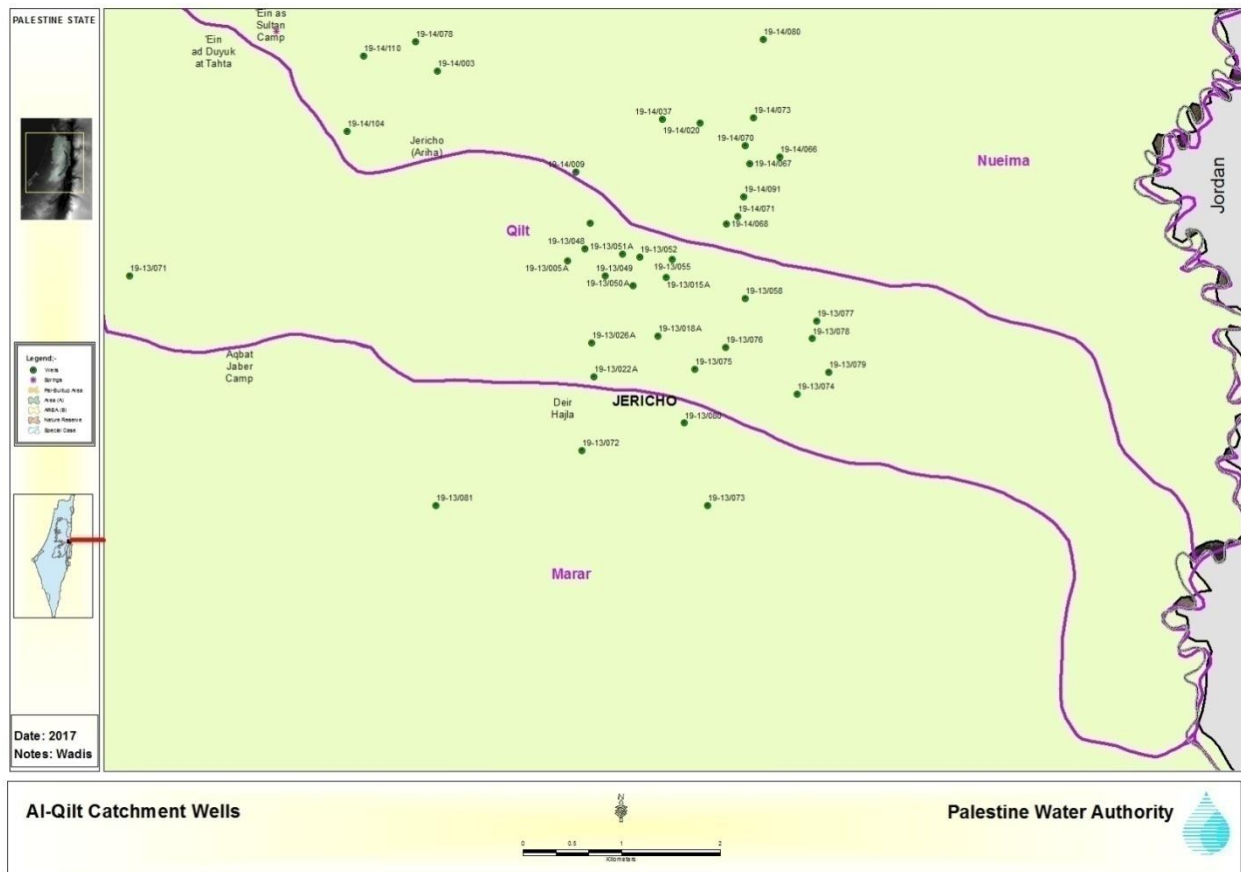 PALESTINE STATE
'Ein as
Sultan
Camp
'Ein
ad Duyuk
at Tahta
19-14/078
19-14/110
19-14/003
19-14/080
19-14/104
Jericho
(Ariha)
19-14/037
19-14/020
19-14/073
19-14/070
19-14/066
19-14/067
Nueima
Jordan
19-14/009
19-14/091
19-14/071
19-14/068
Qilt
19-13/048
19-13/051A
19-13/052
19-13/005A
19-13/049
19-13/055
19-13/050A
19-13/015A
19-13/071
19-13/058
19-13/077
19-13/078
19-13/018A
19-13/026A
19-13/076
19-13/075
19-13/079
19-13/022A
19-13/074
Aqbat
Jaber
Camp
Deir
Hajla
JERICHO
19-13/080
19-13/072
19-13/081
19-13/073
Marar
Legend:-
Wells
Springs
Area (A)
AREA (B)
Nature Reserve
Special Case
Date: 2017
Notes: Wadis
Al-Qilt Catchment Wells
N
0 0.5 1 2
Kilometers
Palestine Water Authority